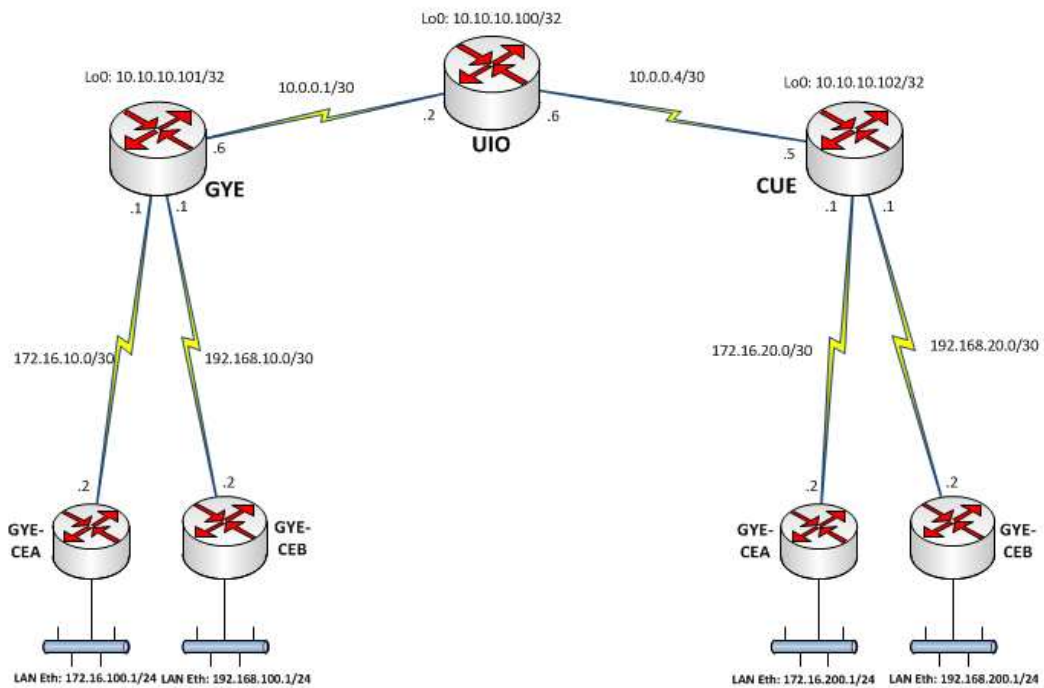 Lo0: 10.10.10.100/32
Lo0: 10.10.10.101/32
10.0.0.1/30
10.0.0.4/30
Lo0: 10.10.10.102/32
.2
.6
UIO
.6
GYE
.5
CUE
.1
.1
.1
.1
172.16.10.0/30
192.168.10.0/30
172.16.20.0/30
192.168.20.0/30
.2
.2
.2
.2
GYE-
CEA
GYE-
CEB
GYE-
CEA
GYE-
CEB
LAN Eth: 172.16.100.1/24
LAN Eth: 192.168.100.1/24
LAN Eth: 172.16.200.1/24
LAN Eth: 192.168.200.1/24